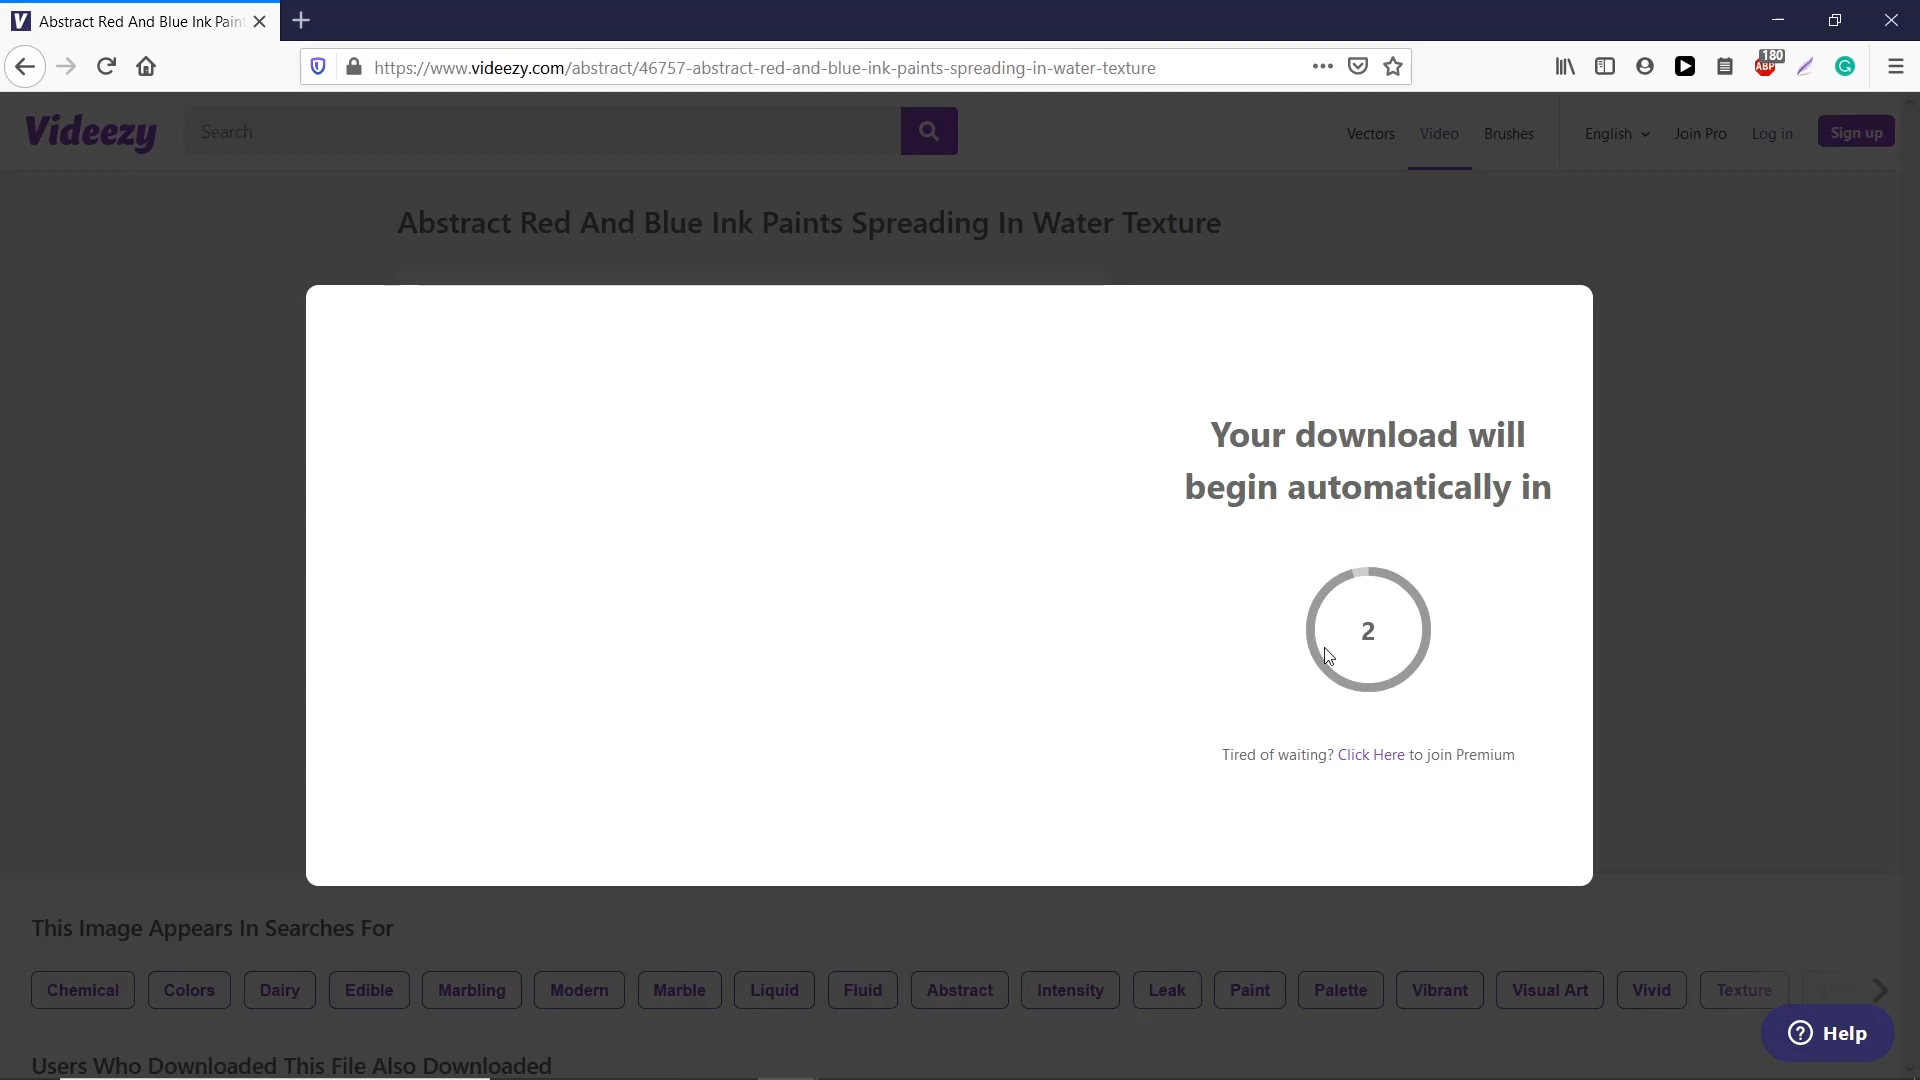 Abstract Red And Blue Ink Pain
https://www.videezy.com/abstract/46757-abstract-red-and-blue-ink-paints-spreading-in-water-texture
180
ABP
Videezy
Search
Vectors
Video
Brushes
English
Join Pro
Log in
Sign up
Abstract Red And Blue Ink Paints Spreading In Water Texture
Your download will
begin automatically in
2
Tired of waiting? Click Here to join Premium
This Image Appears In Searches For
Chemical
Colors
Dairy
Edible
Marbling
Modern
Marble
Liquid
Fluid
Abstract
Intensity
Leak
Paint
Palette
Vibrant
Visual Art
Vivid
Texture
Help
Users Who Downloaded This File Also Downloaded